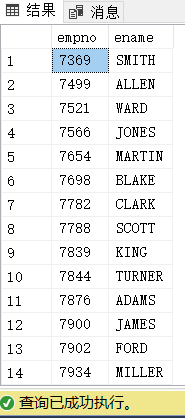 结果 消息
empno ename
1 7369 SMITH
2 7499 ALLEN
3 7521 WARD
4 7566 JONES
5 7654 MARTIN
6 7698 BLAKE
7 7782 CLARK
8 7788 SCOTT
9 7839 KING
10 7844 TURNER
11 7876 ADAMS
12 7900 JAMES
13 7902 FORD
14 7934 MILLER
查询已成功执行。